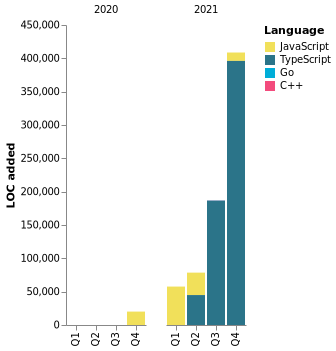 2020 2021
Language
JavaScript
TypeScript
Go
C++
LOC added
450,000
400,000
350,000
300,000
250,000
200,000
150,000
100,000
50,000
0
Q1 Q2 Q3 Q4 Q1 Q2 Q3 Q4